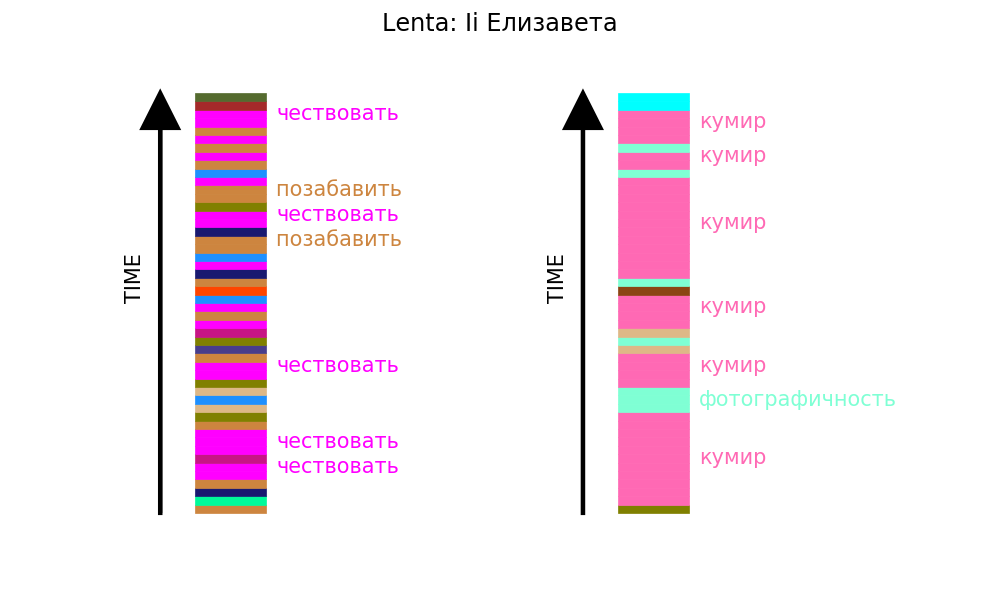 Lenta: Ii Елизавета
TIME
чествовать
позабавить
чествовать
позабавить
чествовать
чествовать
чествовать
TIME
кумир
кумир
кумир
кумир
кумир
фотографичность
кумир